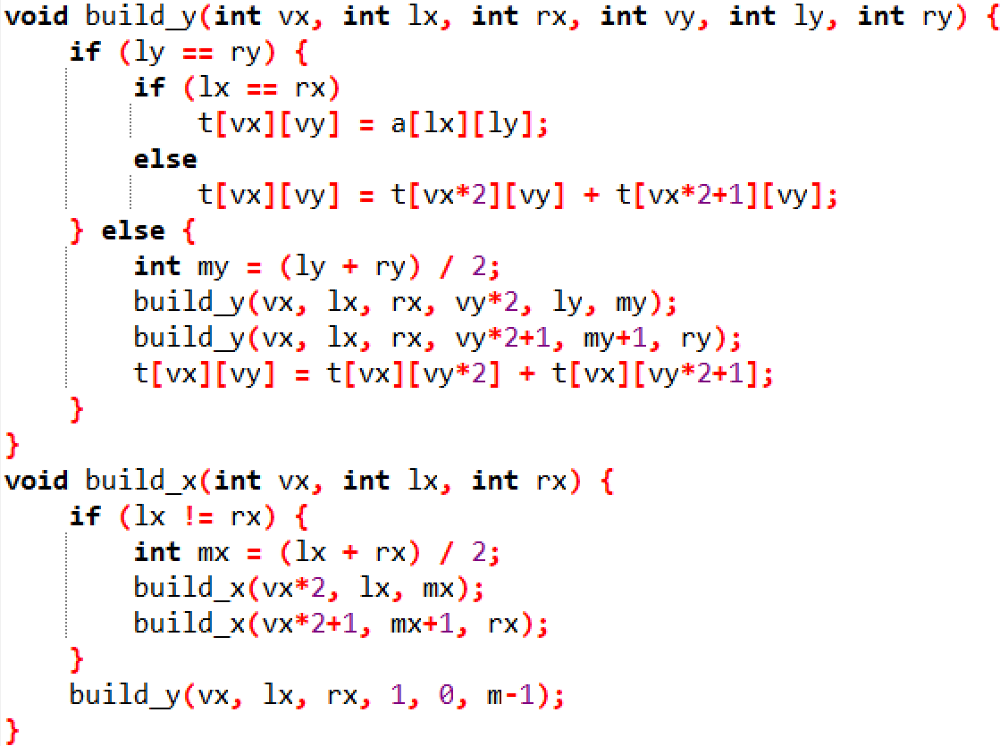 void build_y(int vx, int lx, int rx, int vy, int ly, int ry) {
    if (ly == ry) {
        if (lx == rx)
            t[vx][vy] = a[lx][ly];
        else
            t[vx][vy] = t[vx*2][vy] + t[vx*2+1][vy];
    } else {
        int my = (ly + ry) / 2;
        build_y(vx, lx, rx, vy*2, ly, my);
        build_y(vx, lx, rx, vy*2+1, my+1, ry);
        t[vx][vy] = t[vx][vy*2] + t[vx][vy*2+1];
    }
}
void build_x(int vx, int lx, int rx) {
    if (lx != rx) {
        int mx = (lx + rx) / 2;
        build_x(vx*2, lx, mx);
        build_x(vx*2+1, mx+1, rx);
    }
    build_y(vx, lx, rx, 1, 0, m-1);
}